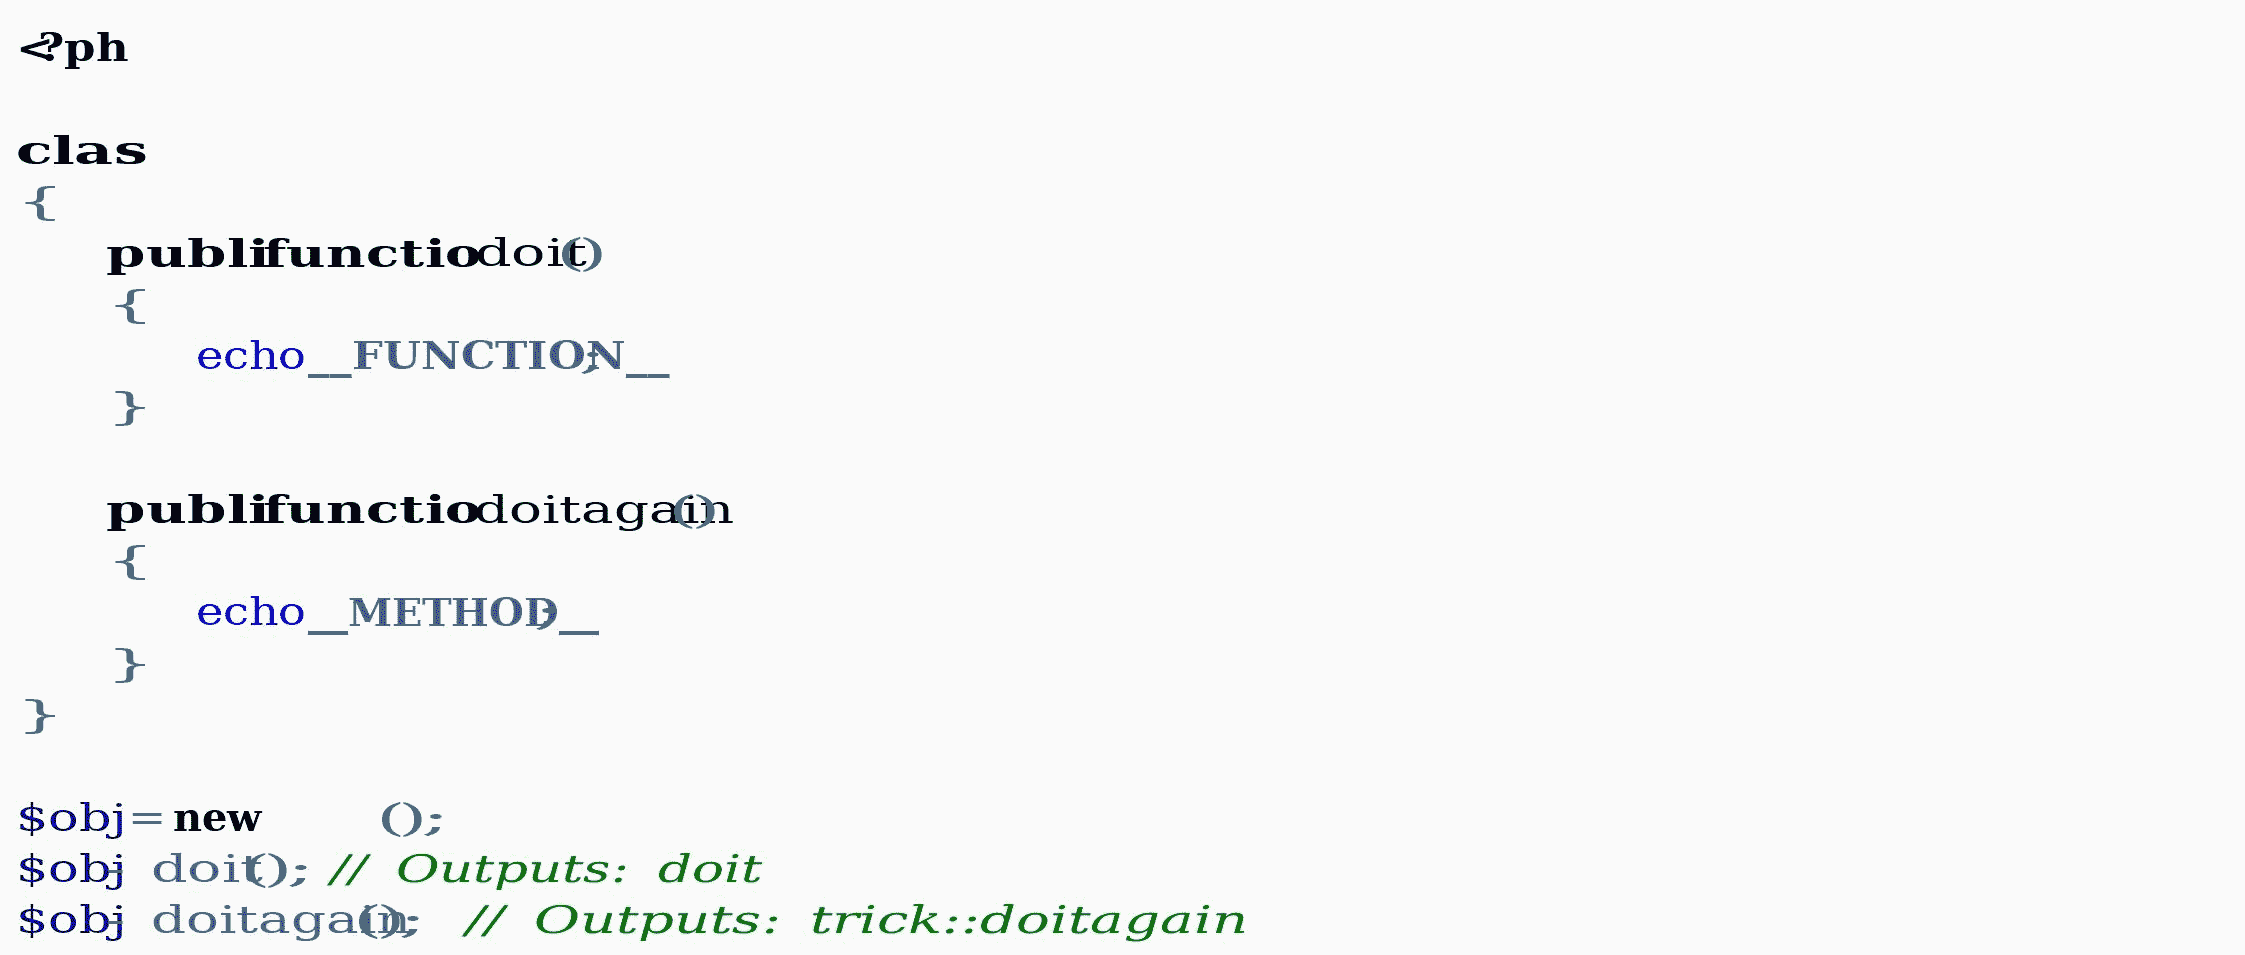 <?ph
clas
{
publi functio doit()
{
echo __FUNCTION__;
}
publi functio doitagain()
{
echo __METHOD__;
}
}
$obj = new ();
$obj- doit(); // Outputs: doit
$obj- doitagain(); // Outputs: trick::doitagain